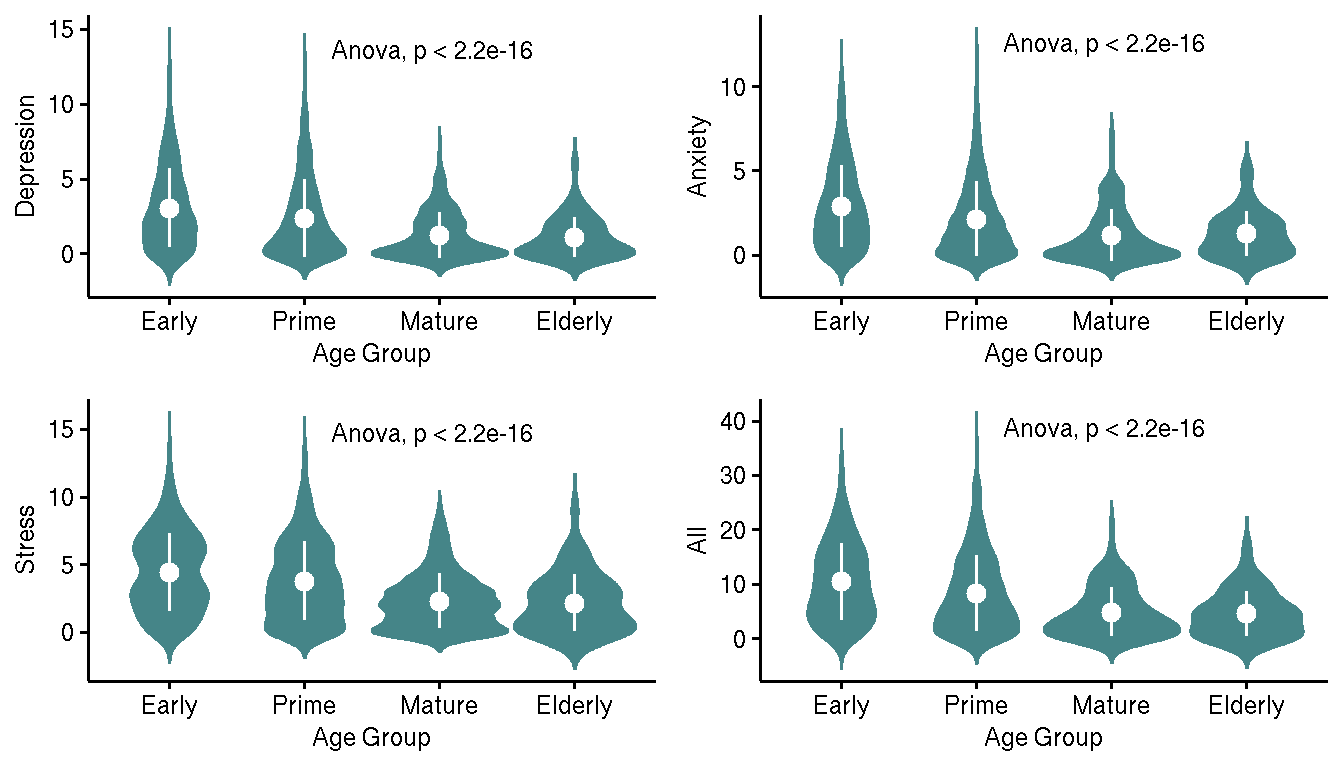 Anova, p < 2.2e-16
Depression
15
10
5
0
Early Prime Mature Elderly
Age Group
Anova, p < 2.2e-16
Anxiety
10
5
0
Early Prime Mature Elderly
Age Group
Anova, p < 2.2e-16
Stress
15
10
5
0
Early Prime Mature Elderly
Age Group
Anova, p < 2.2e-16
All
40
30
20
10
0
Early Prime Mature Elderly
Age Group